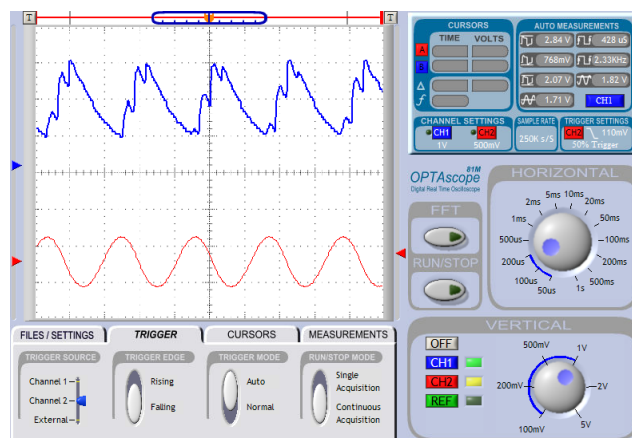 T
T
CURSORS
TIME VOLTS
A
B
Δ
f
AUTO MEASUREMENTS
2.84 V 428 uS
768mV 2.33KHz
2.07 V 1.82 V
1.71 V CH1
CHANNEL SETTINGS
CH1 CH2
1V 500mV
SAMPLE RATE
250K s/S
TRIGGER SETTINGS
CH2 110mV
50% Trigger
OPTAscope 81M
Digital Real Time Oscilloscope
FFT
RUN/STOP
HORIZONTAL
50us
100us
200us
500us
1ms
2ms
5ms
10ms
20ms
50ms
100ms
200ms
500ms
1s
VERTICAL
OFF
CH1
CH2
REF
100mV
200mV
500mV
1V
2V
5V
FILES / SETTINGS TRIGGER CURSORS MEASUREMENTS
TRIGGER SOURCE
Channel 1
Channel 2
External
TRIGGER EDGE
Rising
Falling
TRIGGER MODE
Auto
Normal
RUN/STOP MODE
Single
Acquisition
Continuous
Acquisition